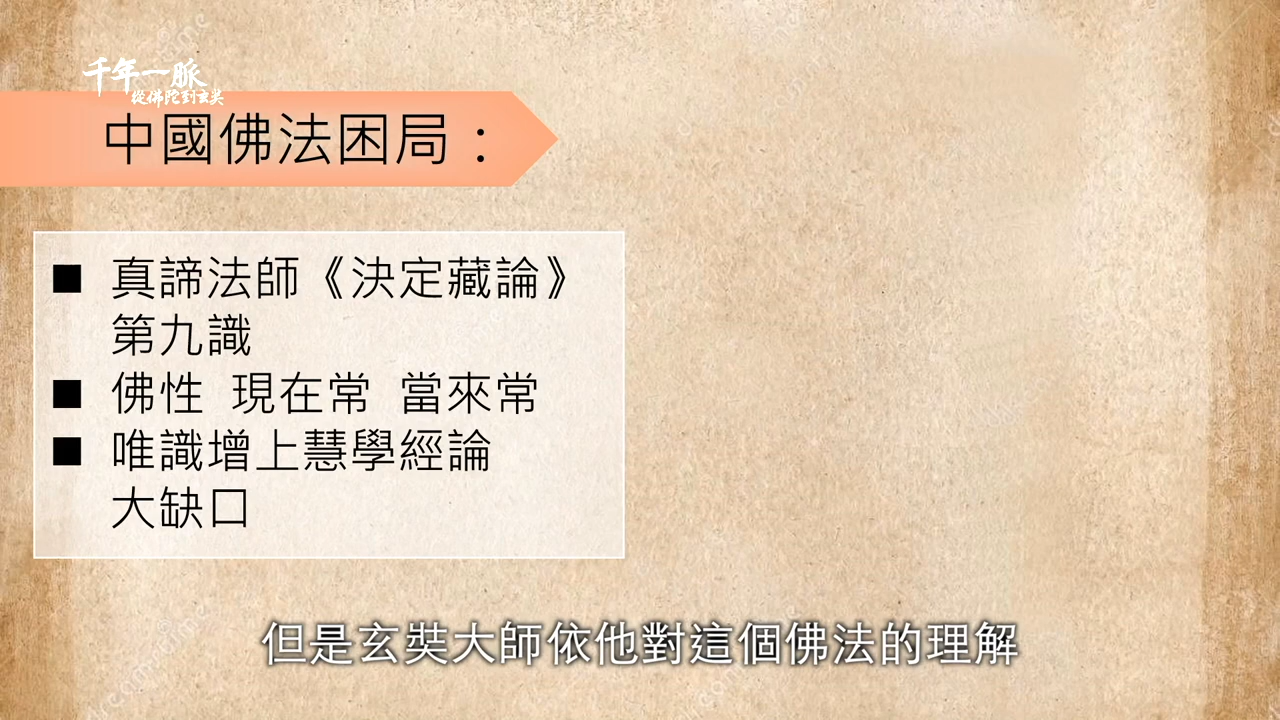 千年一脈
從佛陀到玄奘
中國佛法困局：
■ 真諦法師《決定藏論》
第九識
■ 佛性 現在常 當來常
■ 唯識增上慧學經論
大缺口
但是玄奘大師依他對這個佛法的理解